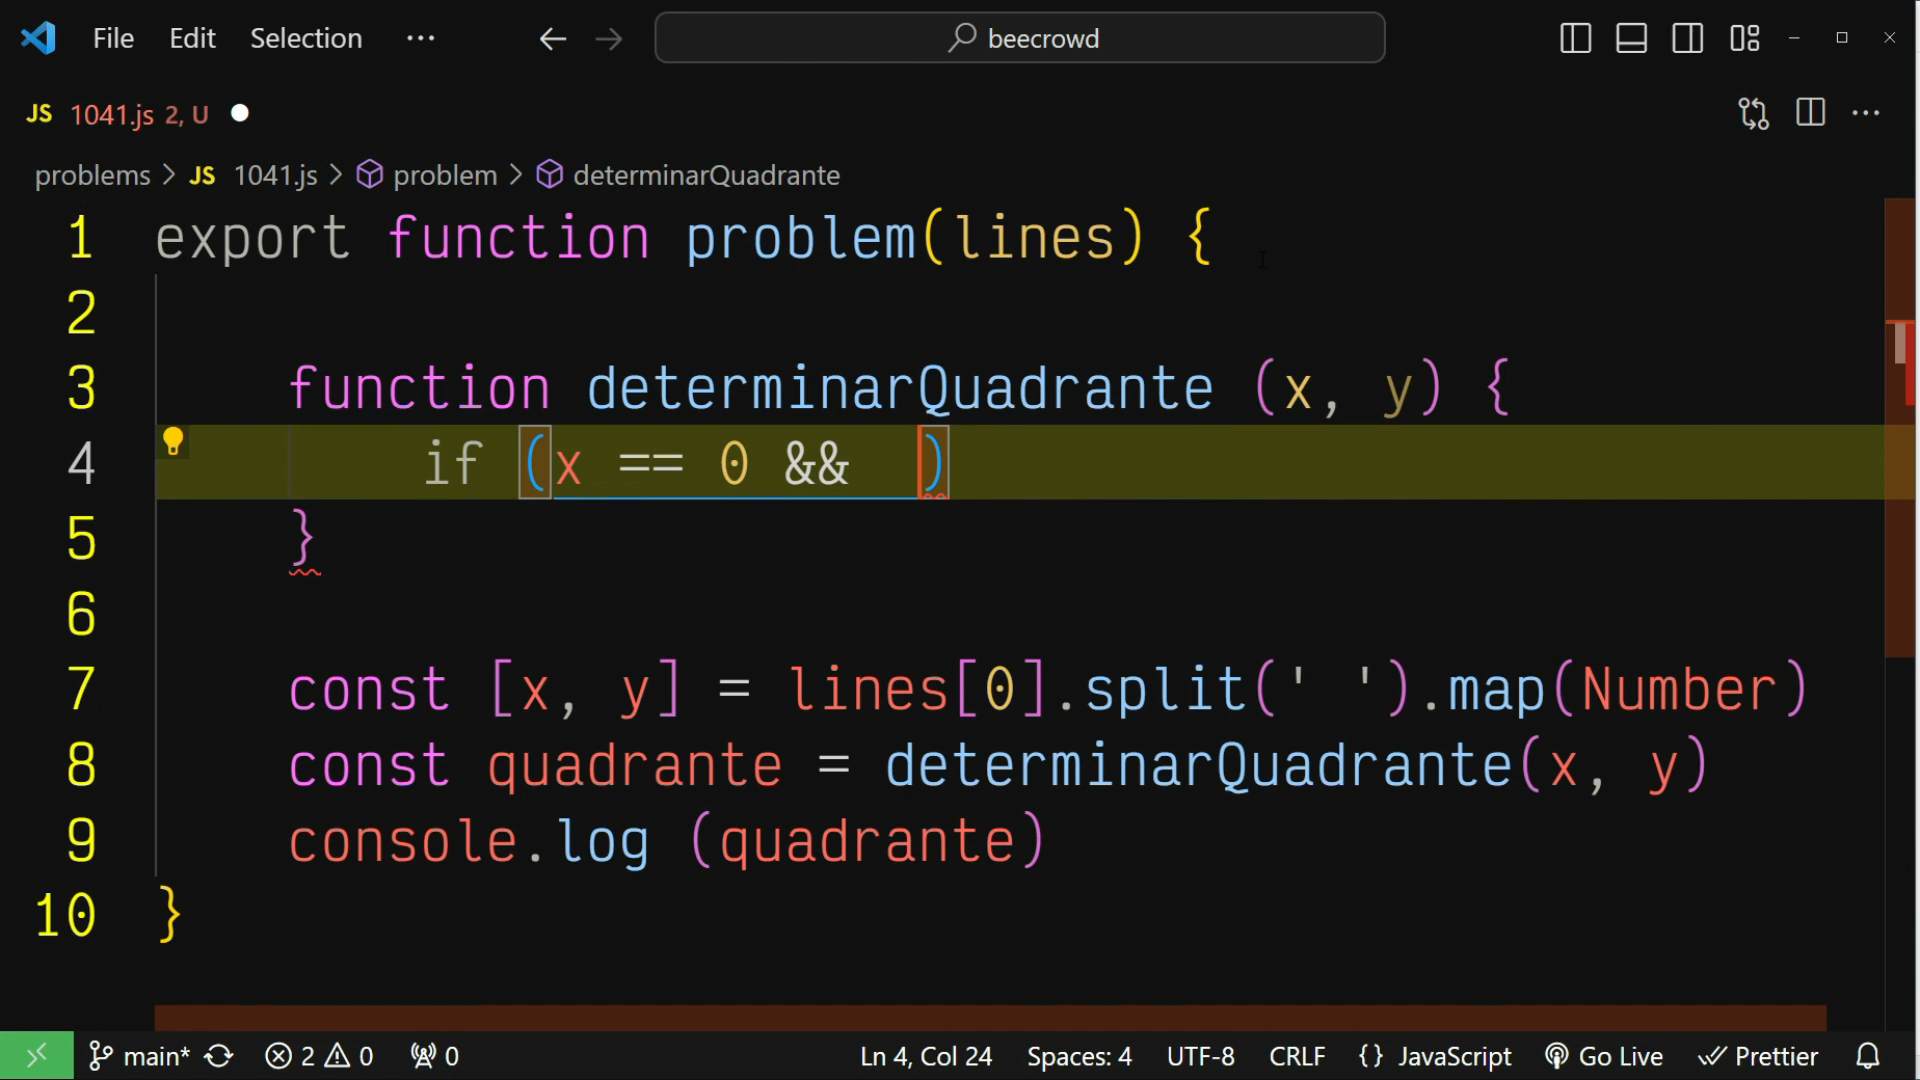 File Edit Selection ··· beecrowd
JS 1041.js 2, U
problems > JS 1041.js > problem > determinarQuadrante
1 export function problem(lines) {
2
3 function determinarQuadrante (x, y) {
4 if (x == 0 && )
5 }
6
7 const [x, y] = lines[0].split(' ').map(Number)
8 const quadrante = determinarQuadrante(x, y)
9 console.log (quadrante)
10 }
main* 2 0 0 Ln 4, Col 24 Spaces: 4 UTF-8 CRLF {} JavaScript Go Live Prettier